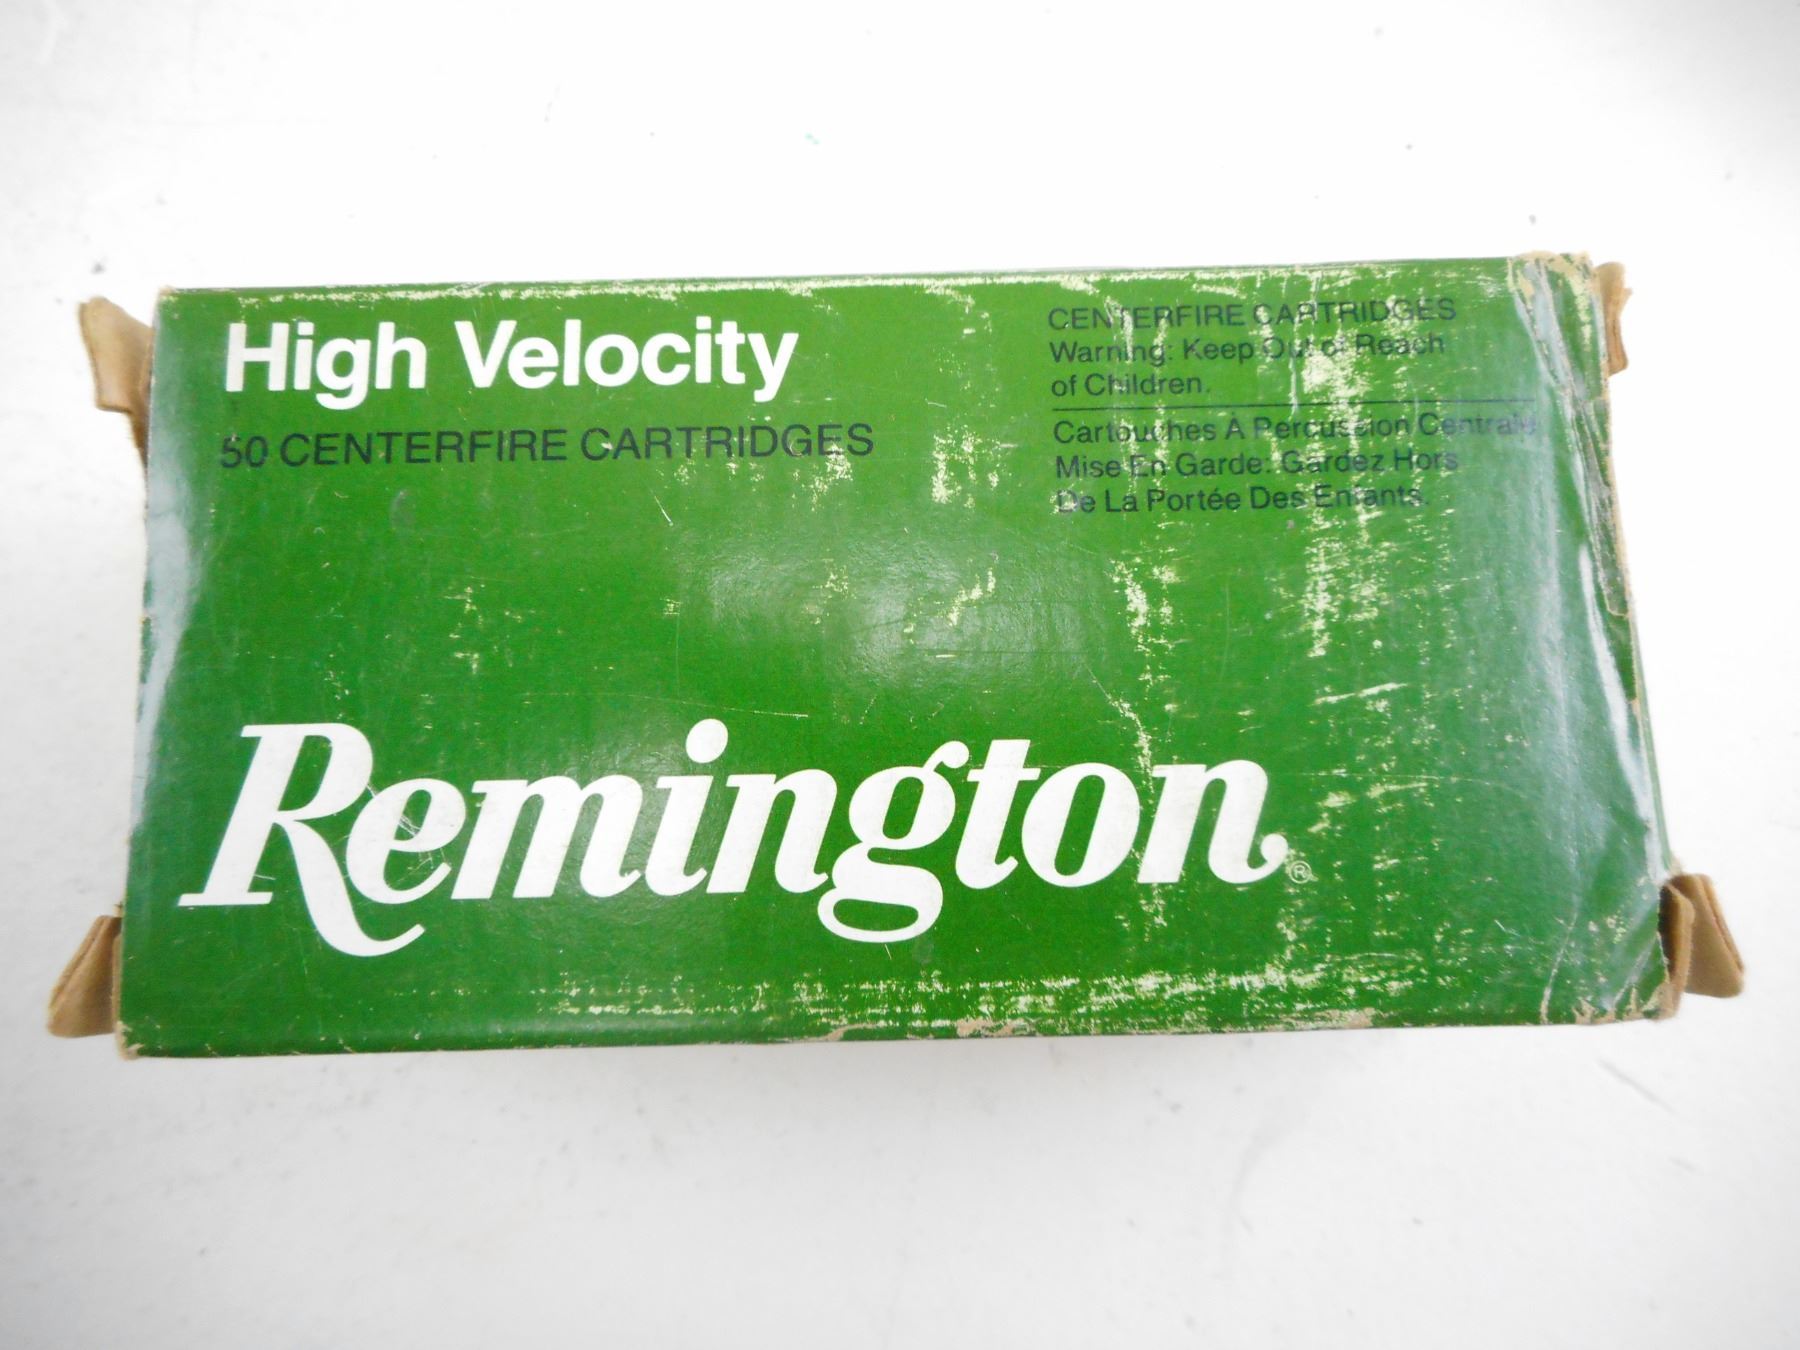 High Velocity
50 CENTERFIRE CARTRIDGES
CENTERFIRE CARTRIDGES
Warning: Keep Out of Reach
of Children.
Cartouches À Percussion Centrale
Mise En Garde: Gardez Hors
De La Portée Des Enfants.
Remington®